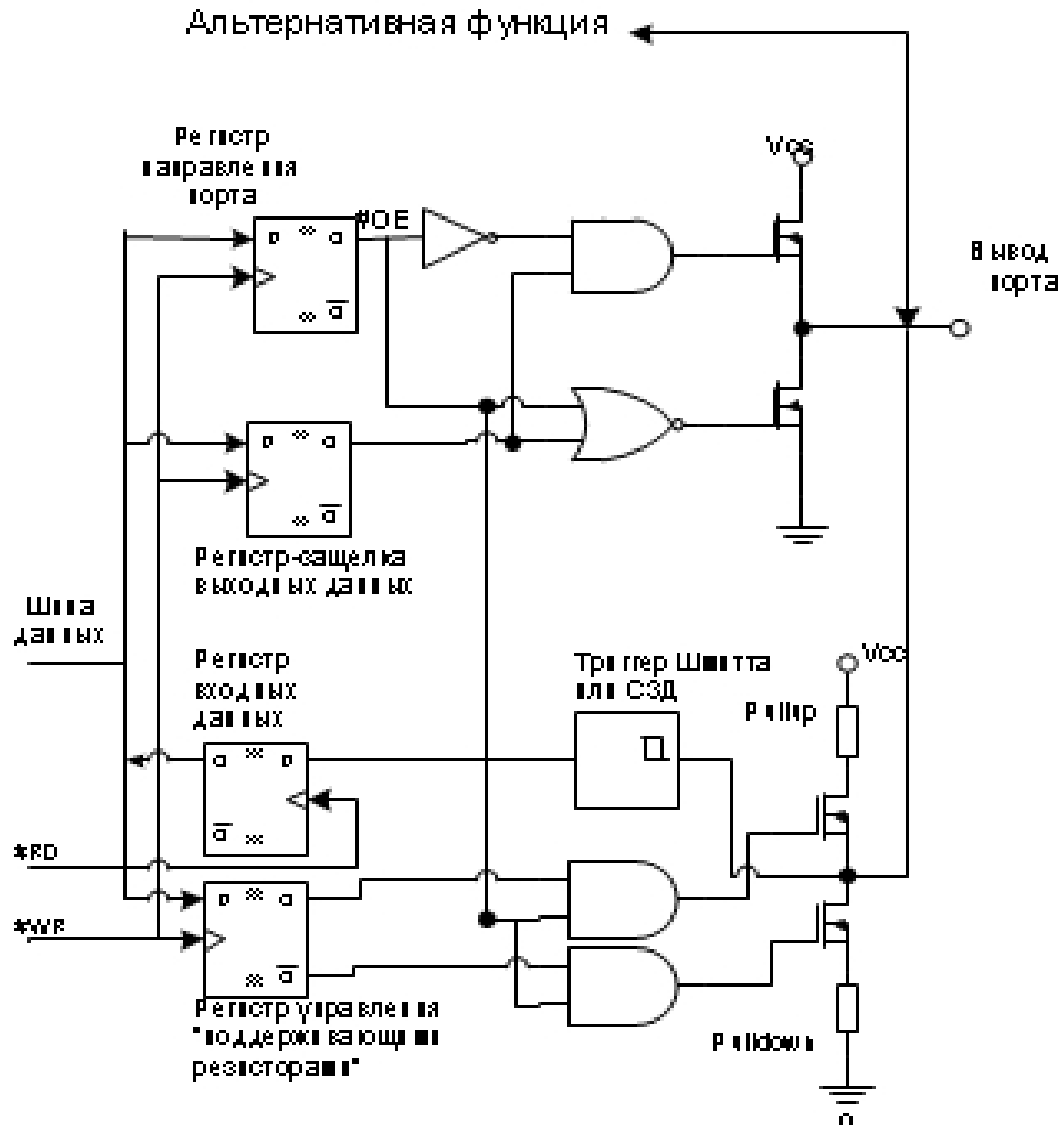 Альтернативная функция
Регистр
направления
порта
Vcc
#OE
D Q
Q
Вывод
порта
D Q
Q
Регистр-защелка
выходных данных
Шина
данных
Регистр
входных
данных
Триггер Шмитта
или СЗД
Vcc
Pullup
Q D
Q
*RD
D Q
*WR
Q
Регистр управления
"поддерживающими
резисторами"
Pulldown
0